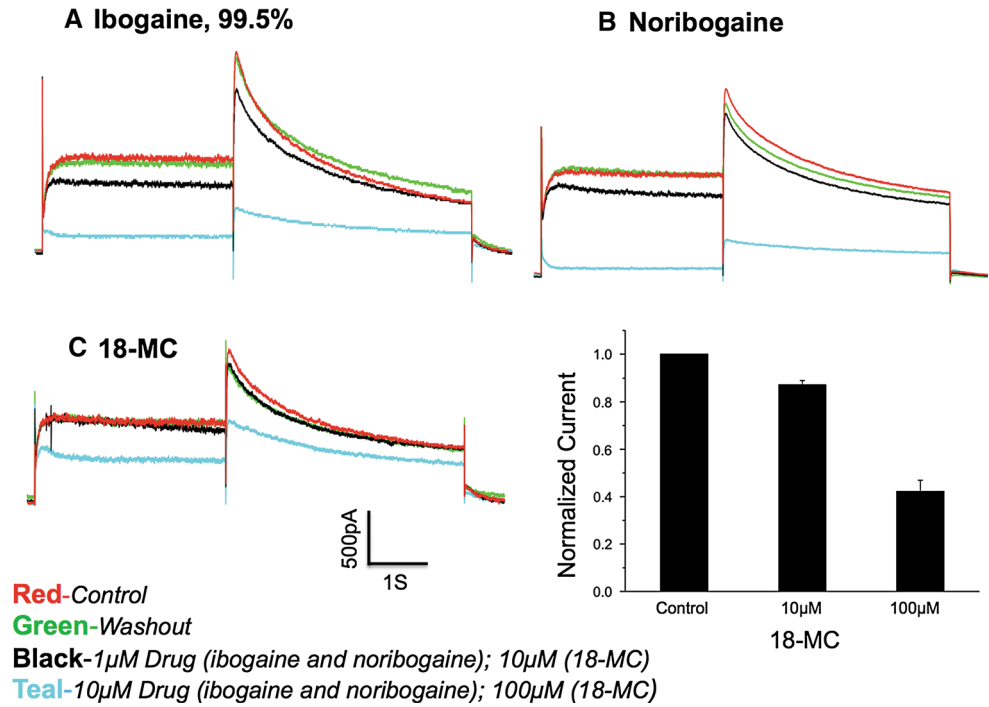 A Ibogaine, 99.5%
B Noribogaine
C 18-MC
500pA
1S
Normalized Current
1.0
0.8
0.6
0.4
0.2
0.0
Control 10µM 100µM
18-MC
Red-Control
Green-Washout
Black-1µM Drug (ibogaine and noribogaine); 10µM (18-MC)
Teal-10µM Drug (ibogaine and noribogaine); 100µM (18-MC)